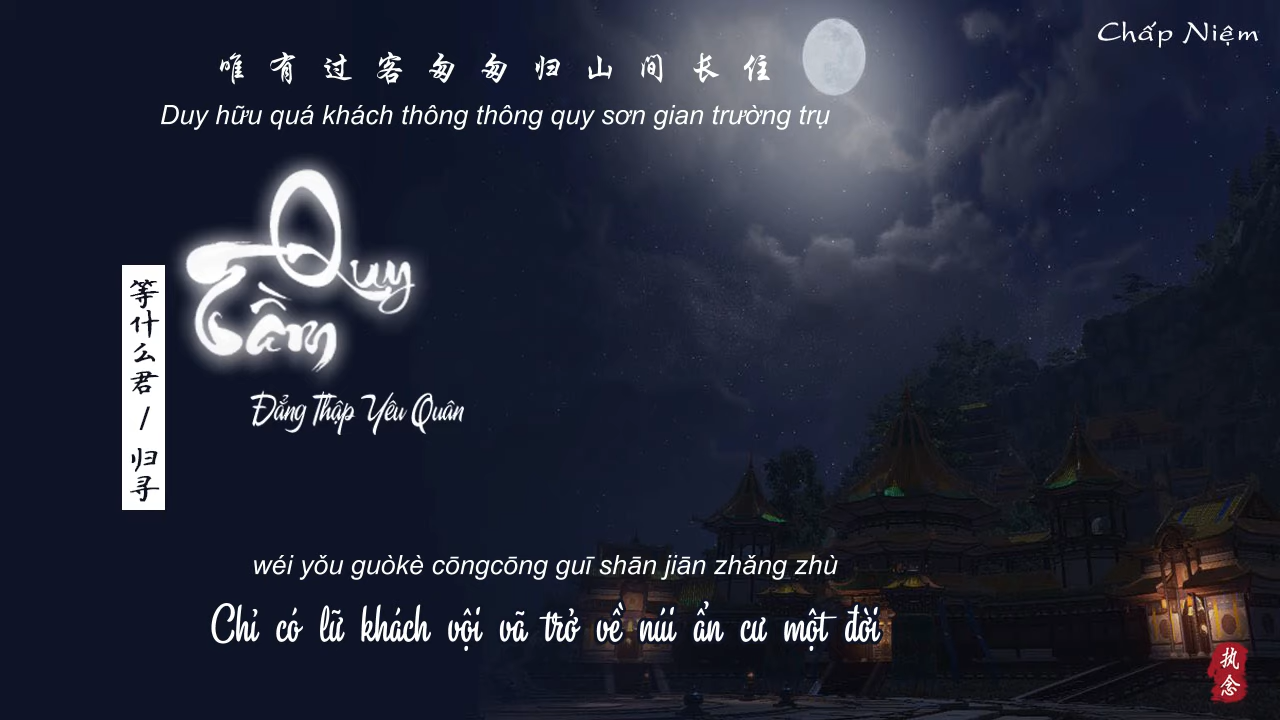 Chấp Niệm
唯有过客匆匆归山间长住
Duy hữu quá khách thông thông quy sơn gian trường trụ
Quy
Tầm
等什么君 / 归寻
Đẳng Thập Yêu Quân
wéi yǒu guòkè cōngcōng guī shān jiān zhǎng zhù
Chỉ có lữ khách vội vã trở về núi ẩn cư một đời
执念